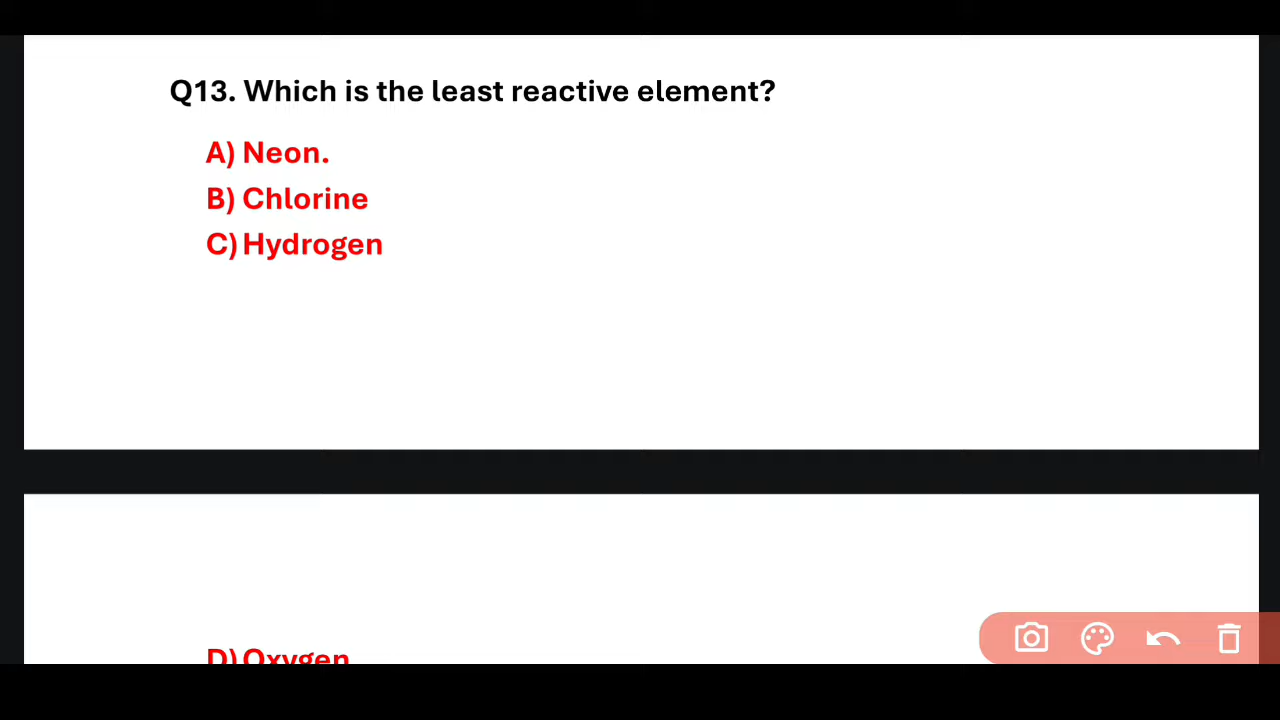 Q13. Which is the least reactive element?
A) Neon.
B) Chlorine
C) Hydrogen
D) Oxygen